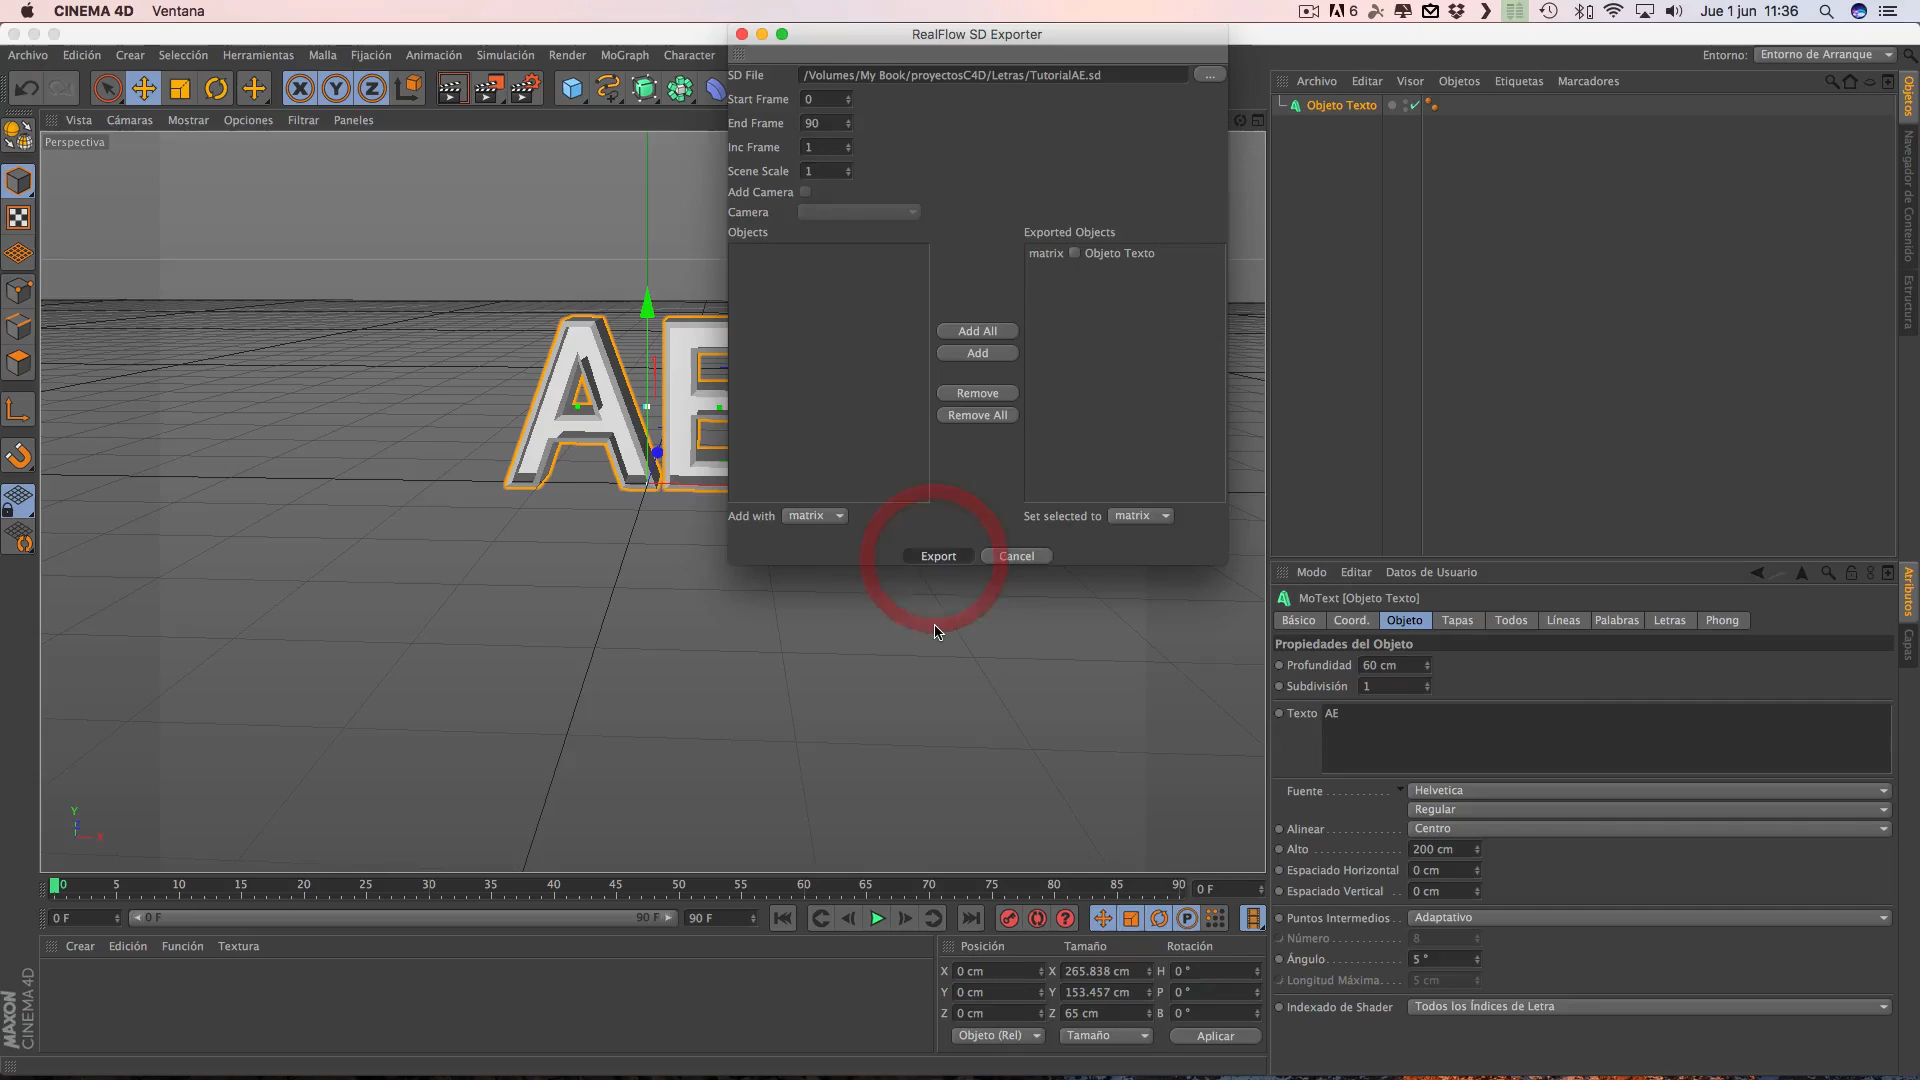 CINEMA 4D Ventana
6 Jue 1 jun 11:36
RealFlow SD Exporter
Archivo Edición Crear Selección Herramientas Malla Fijación Animación Simulación Render MoGraph Character
Entorno: Entorno de Arranque
SD File /Volumes/My Book/proyectosC4D/Letras/TutorialAE.sd ...
Start Frame 0
End Frame 90
Inc Frame 1
Scene Scale 1
Add Camera
Camera
Objects
Exported Objects
matrix Objeto Texto
Add All
Add
Remove
Remove All
Add with matrix
Set selected to matrix
Export Cancel
X Y Z
Vista Cámaras Mostrar Opciones Filtrar Paneles
Perspectiva
AE
Y
X
Archivo Editar Visor Objetos Etiquetas Marcadores
Objeto Texto
Objetos
Navegador de Contenido
Estructura
Modo Editar Datos de Usuario
MoText [Objeto Texto]
Básico Coord. Objeto Tapas Todos Líneas Palabras Letras Phong
Propiedades del Objeto
Profundidad 60 cm
Subdivisión 1
Texto AE
Fuente . . . . . . . . . . Helvetica
Regular
Alinear . . . . . . . . . . Centro
Alto . . . . . . . . . . . . 200 cm
Espaciado Horizontal 0 cm
Espaciado Vertical . . 0 cm
Puntos Intermedios . . Adaptativo
Número . . . . . . . . . . 8
Ángulo . . . . . . . . . . 5 °
Longitud Máxima. . . . 5 cm
Indexado de Shader Todos los Índices de Letra
Atributos
Capas
0 5 10 15 20 25 30 35 40 45 50 55 60 65 70 75 80 85 90 0 F
0 F 0 F 90 F 90 F
P
Crear Edición Función Textura
Posición Tamaño Rotación
X 0 cm X 265.838 cm H 0 °
Y 0 cm Y 153.457 cm P 0 °
Z 0 cm Z 65 cm B 0 °
Objeto (Rel) Tamaño Aplicar
MAXON
CINEMA 4D